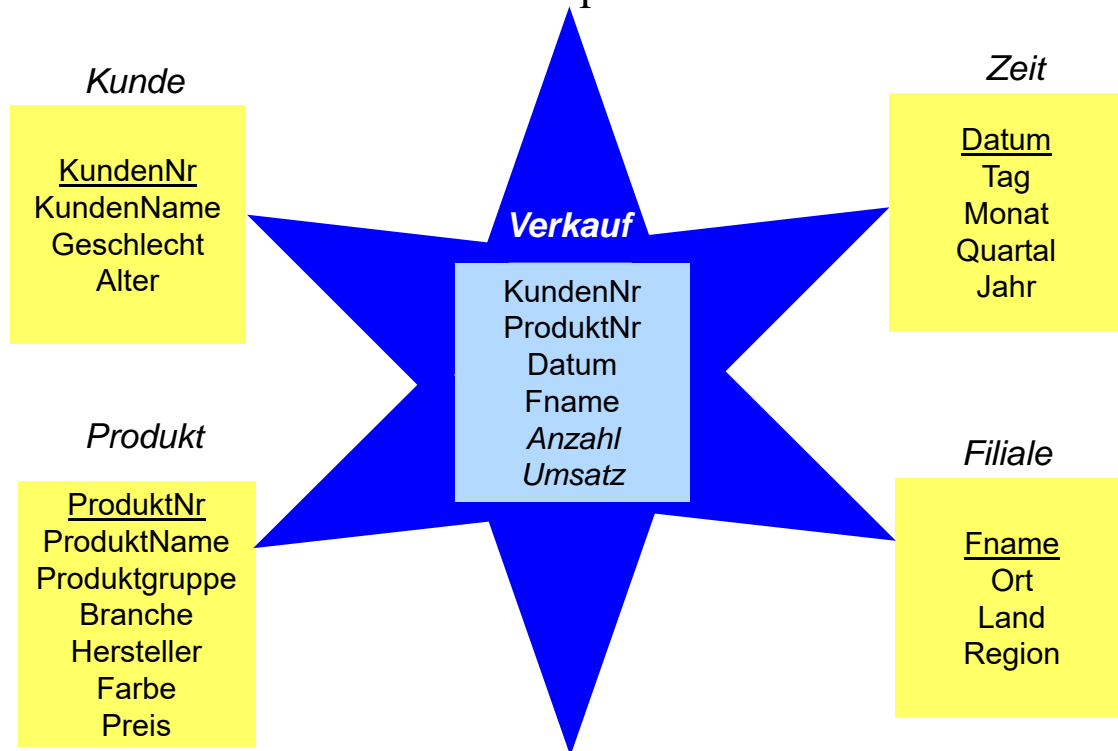 Kunde
KundenNr
KundenName
Geschlecht
Alter
Zeit
Datum
Tag
Monat
Quartal
Jahr
Verkauf
KundenNr
ProduktNr
Datum
Fname
Anzahl
Umsatz
Produkt
ProduktNr
ProduktName
Produktgruppe
Branche
Hersteller
Farbe
Preis
Filiale
Fname
Ort
Land
Region